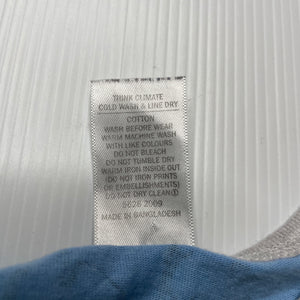 THINK CLIMATE
COLD WASH & LINE DRY
COTTON
WASH BEFORE WEAR
WARM MACHINE WASH
WITH LIKE COLOURS
DO NOT BLEACH
DO NOT TUMBLE DRY
WARM IRON INSIDE OUT
(DO NOT IRON PRINTS
OR EMBELLISHMENTS)
DO NOT DRY CLEAN
5628 2009
MADE IN BANGLADESH